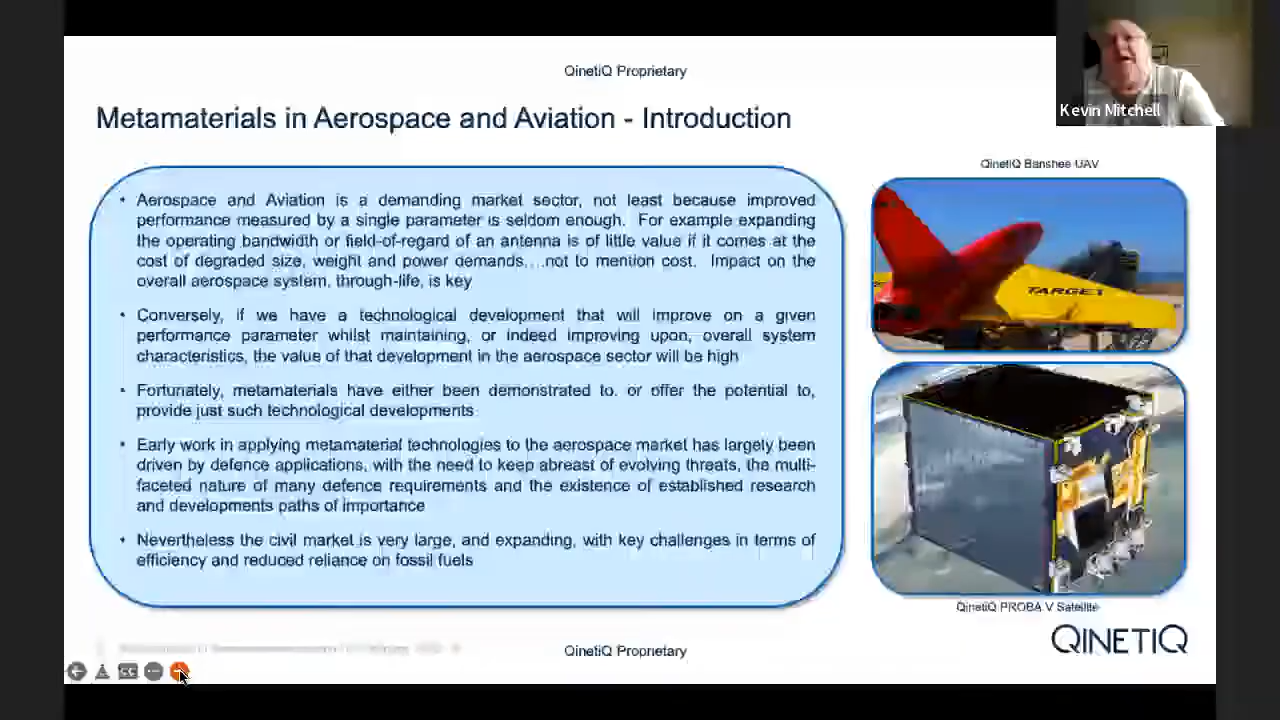 QinetiQ Proprietary
Kevin Mitchell
Metamaterials in Aerospace and Aviation - Introduction
QinetiQ Banshee UAV
• Aerospace and Aviation is a demanding market sector, not least because improved
performance measured by a single parameter is seldom enough. For example expanding
the operating bandwidth or field-of-regard of an antenna is of little value if it comes at the
cost of degraded size, weight and power demands....not to mention cost. Impact on the
overall aerospace system, through-life, is key
• Conversely, if we have a technological development that will improve on a given
performance parameter whilst maintaining, or indeed improving upon, overall system
characteristics, the value of that development in the aerospace sector will be high
• Fortunately, metamaterials have either been demonstrated to, or offer the potential to,
provide just such technological developments
• Early work in applying metamaterial technologies to the aerospace market has largely been
driven by defence applications, with the need to keep abreast of evolving threats, the multi-
faceted nature of many defence requirements and the existence of established research
and developments paths of importance
• Nevertheless the civil market is very large, and expanding, with key challenges in terms of
efficiency and reduced reliance on fossil fuels
TARGET
QinetiQ PROBA V Satellite
QINETIQ
QinetiQ Proprietary
CC